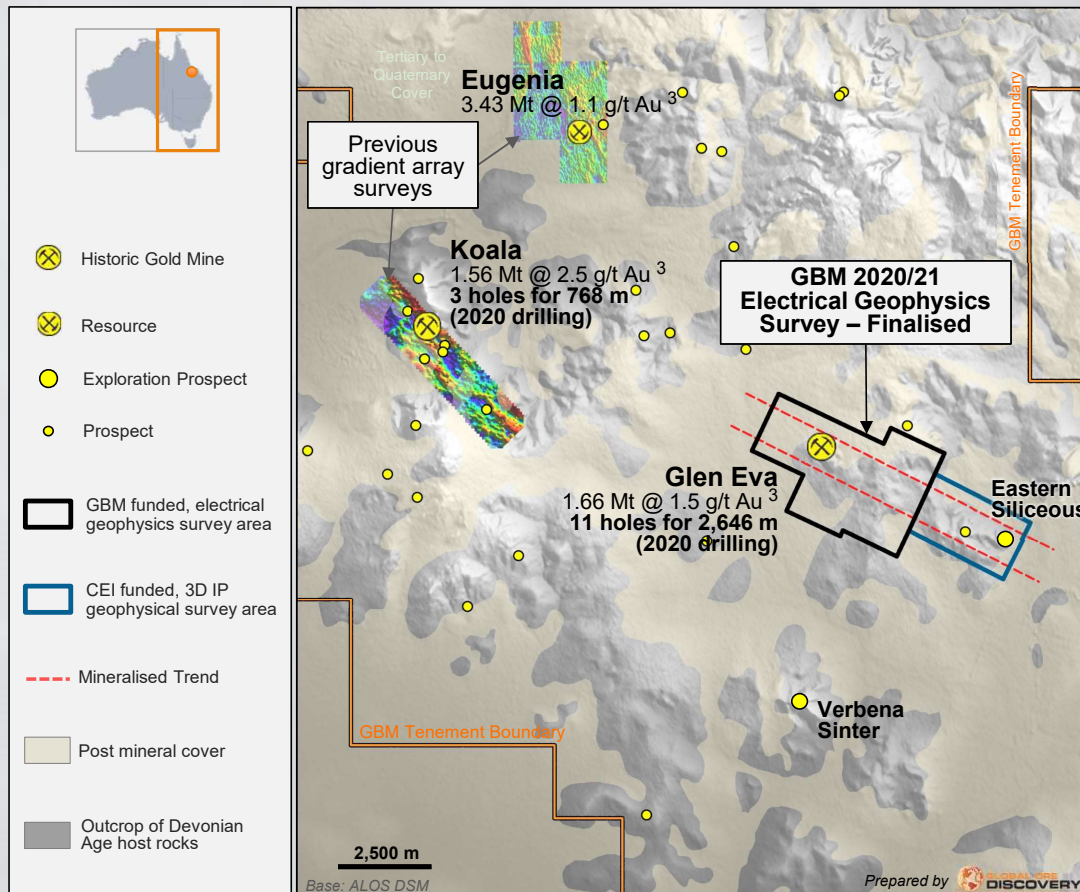 Historic Gold Mine
Resource
Exploration Prospect
Prospect
GBM funded, electrical
geophysics survey area
CEI funded, 3D IP
geophysical survey area
Mineralised Trend
Post mineral cover
Outcrop of Devonian
Age host rocks
Tertiary to
Quaternary
Cover
Eugenia
3.43 Mt @ 1.1 g/t Au 3
Previous
gradient array
surveys
GBM Tenement Boundary
Koala
1.56 Mt @ 2.5 g/t Au 3
3 holes for 768 m
(2020 drilling)
GBM 2020/21
Electrical Geophysics
Survey – Finalised
Glen Eva
1.66 Mt @ 1.5 g/t Au 3
11 holes for 2,646 m
(2020 drilling)
Eastern
Siliceous
Verbena
Sinter
GBM Tenement Boundary
2,500 m
Base: ALOS DSM
Prepared by
GLOBAL ORE
DISCOVERY